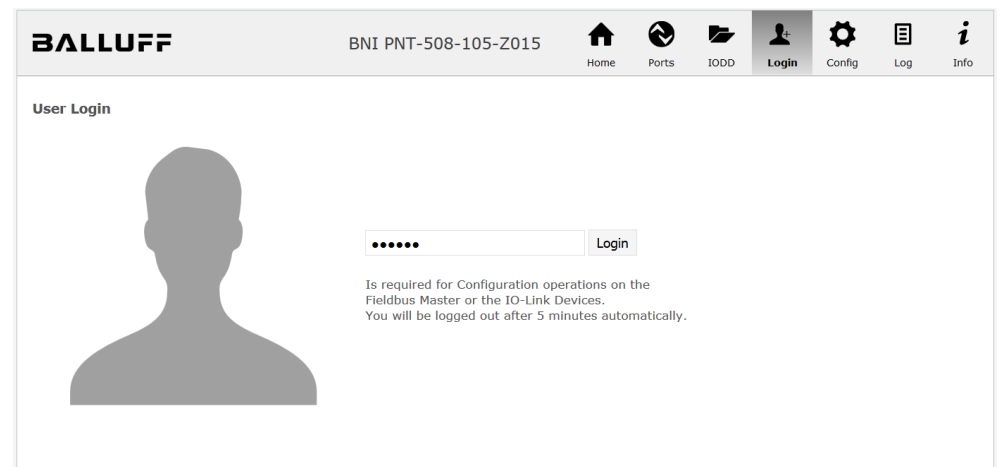 BALLUFF
BNI PNT-508-105-Z015
Home Ports IODD Login Config Log Info
User Login
●●●●●● Login
Is required for Configuration operations on the
Fieldbus Master or the IO-Link Devices.
You will be logged out after 5 minutes automatically.